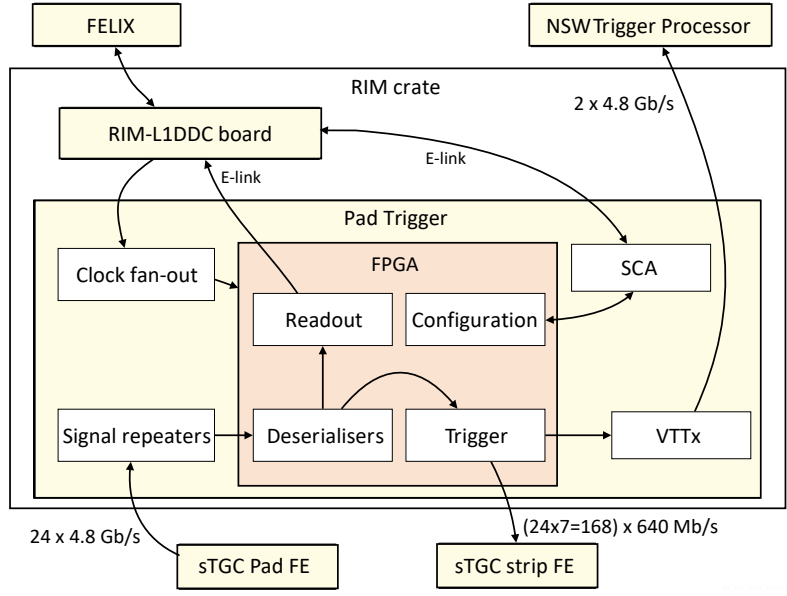 FELIX
NSW Trigger Processor
RIM crate
2 x 4.8 Gb/s
RIM-L1DDC board
E-link
E-link
Pad Trigger
Clock fan-out
FPGA
SCA
Readout
Configuration
Signal repeaters
Deserialisers
Trigger
VTTx
24 x 4.8 Gb/s
(24x7=168) x 640 Mb/s
sTGC Pad FE
sTGC strip FE